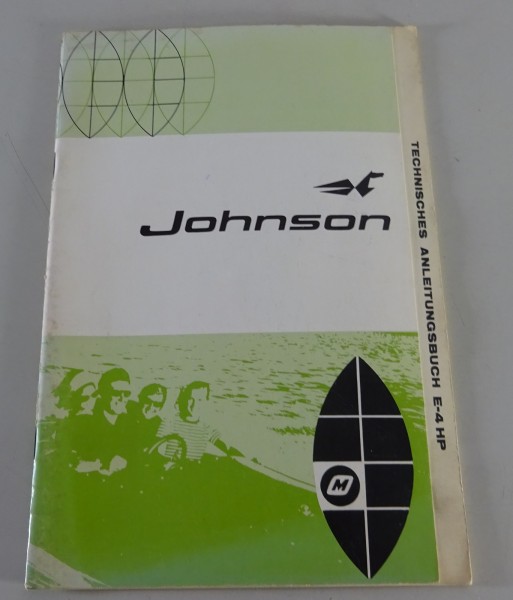 Johnson
TECHNISCHES ANLEITUNGSBUCH E-4 HP
M